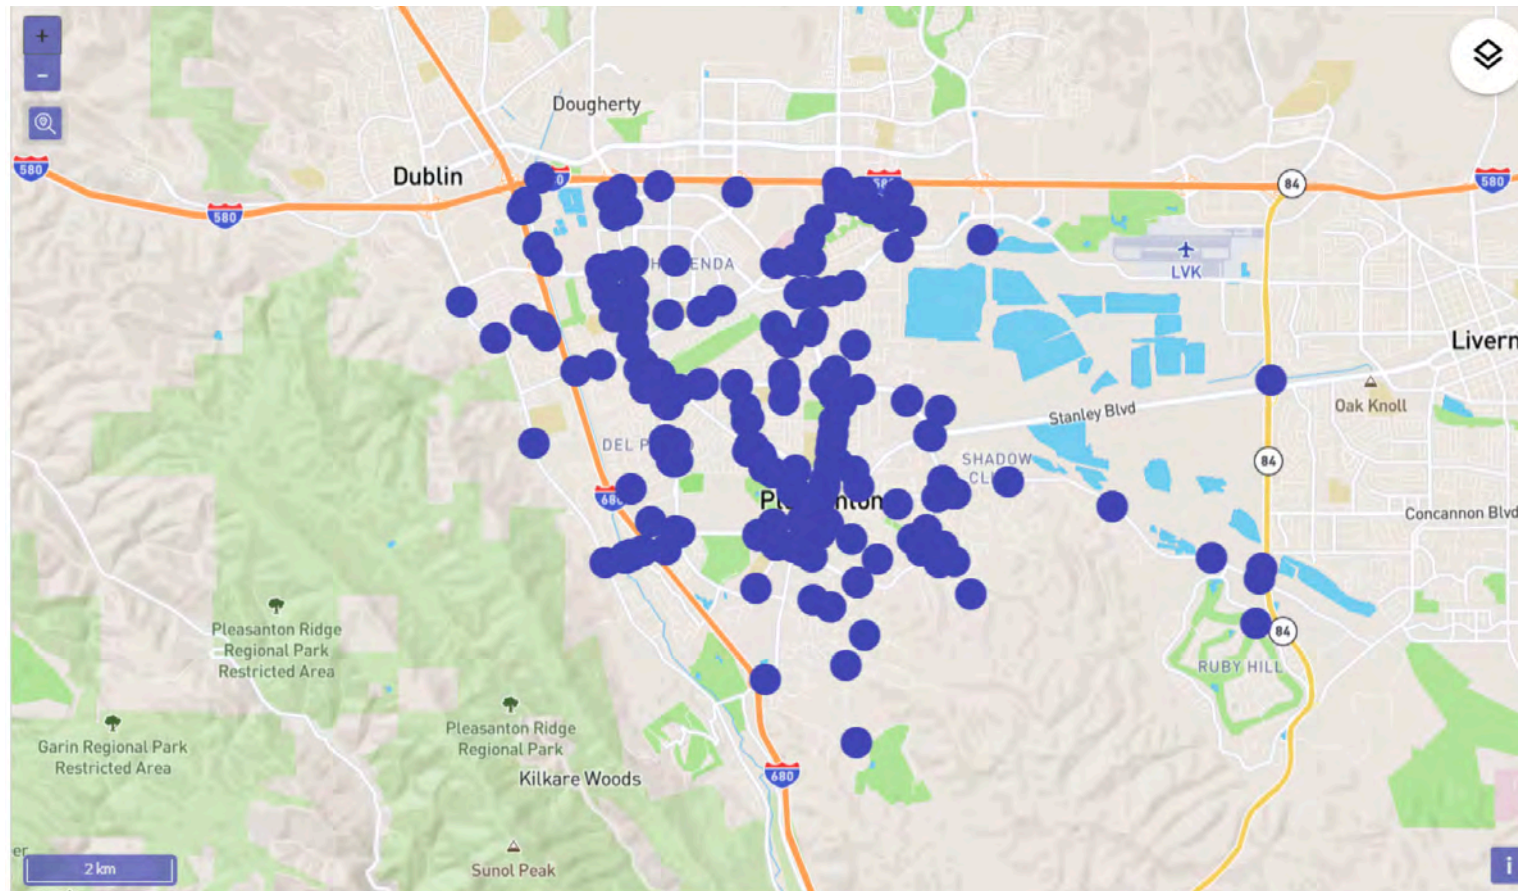 +
−
Dougherty
Dublin
580
580
84
580
580
LVK
Livern
Oak Knoll
Stanley Blvd
SHADOW
84
680
Concannon Blvd
Pleasanton Ridge
Regional Park
Restricted Area
84
RUBY HILL
Pleasanton Ridge
Regional Park
Garin Regional Park
Restricted Area
Kilkare Woods
680
er
2 km
Sunol Peak
i